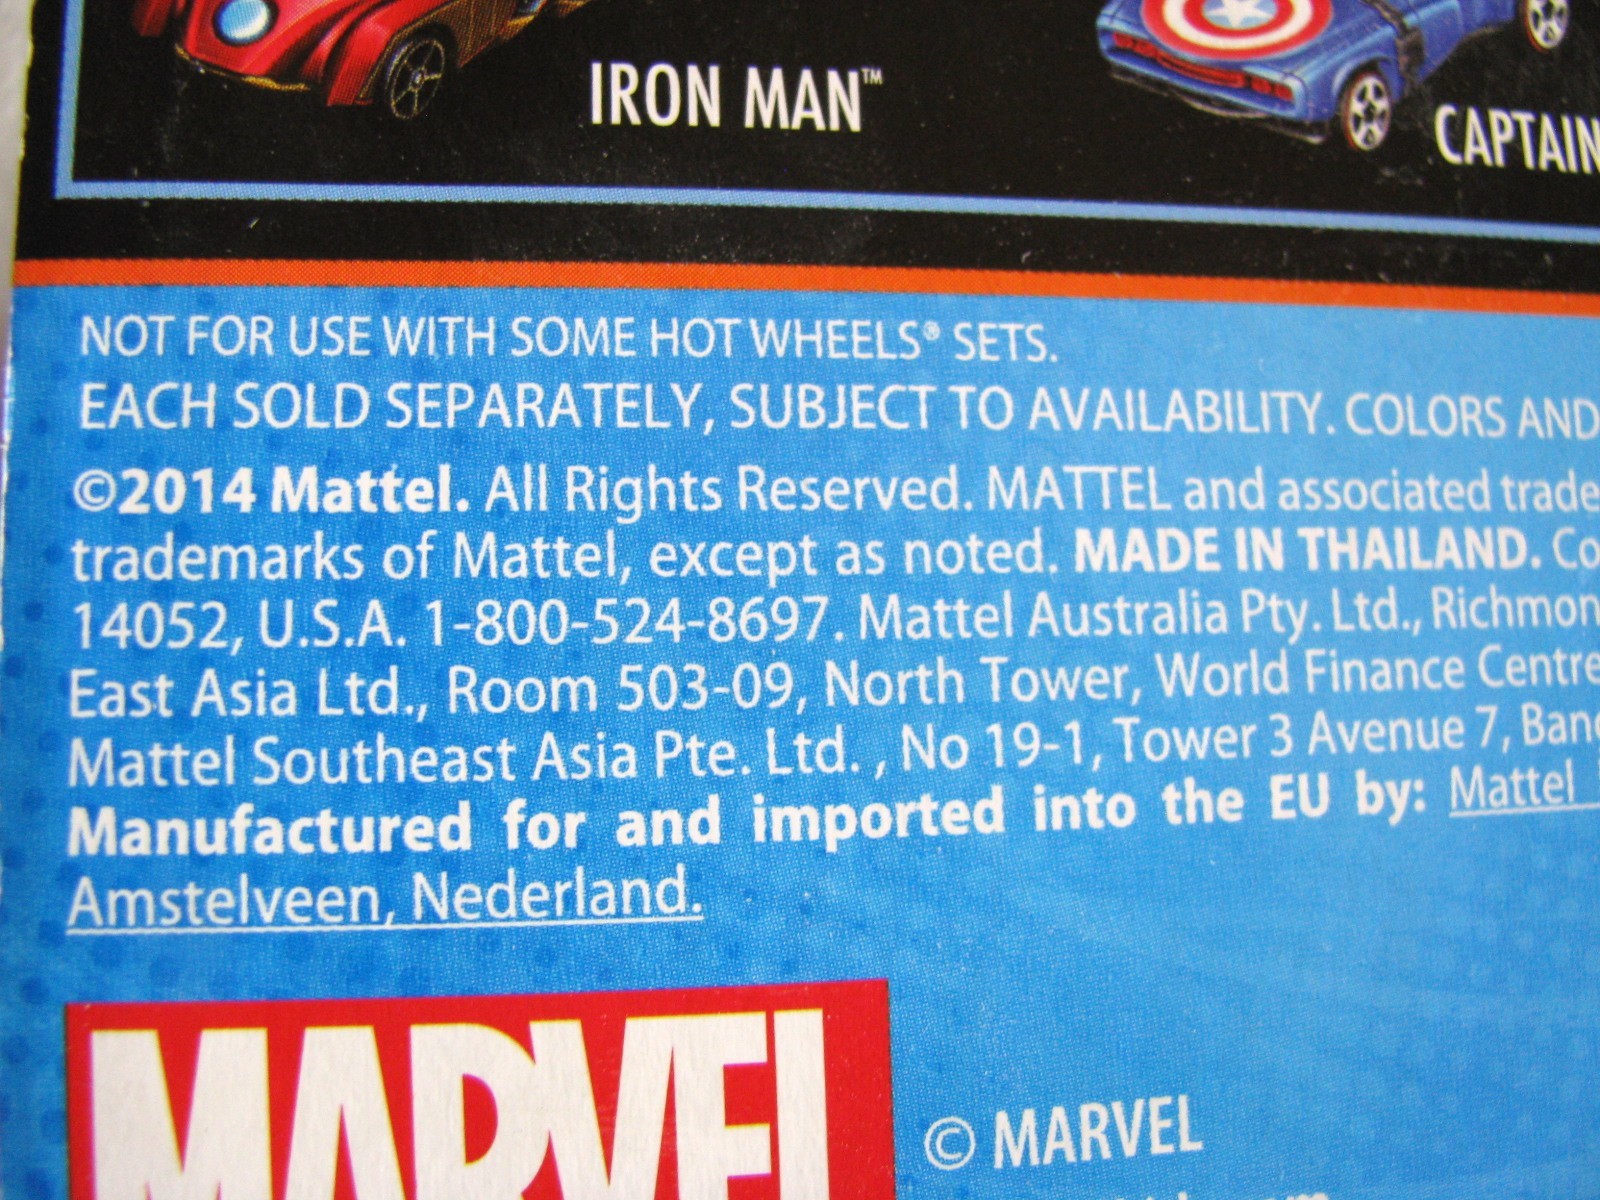 IRON MAN™
CAPTAIN
NOT FOR USE WITH SOME HOT WHEELS® SETS.
EACH SOLD SEPARATELY, SUBJECT TO AVAILABILITY. COLORS AND
©2014 Mattel. All Rights Reserved. MATTEL and associated trade
trademarks of Mattel, except as noted. MADE IN THAILAND. Co
14052, U.S.A. 1-800-524-8697. Mattel Australia Pty. Ltd., Richmon
East Asia Ltd., Room 503-09, North Tower, World Finance Centre
Mattel Southeast Asia Pte. Ltd. , No 19-1, Tower 3 Avenue 7, Bang
Manufactured for and imported into the EU by: Mattel
Amstelveen, Nederland.
MARVEL
© MARVEL